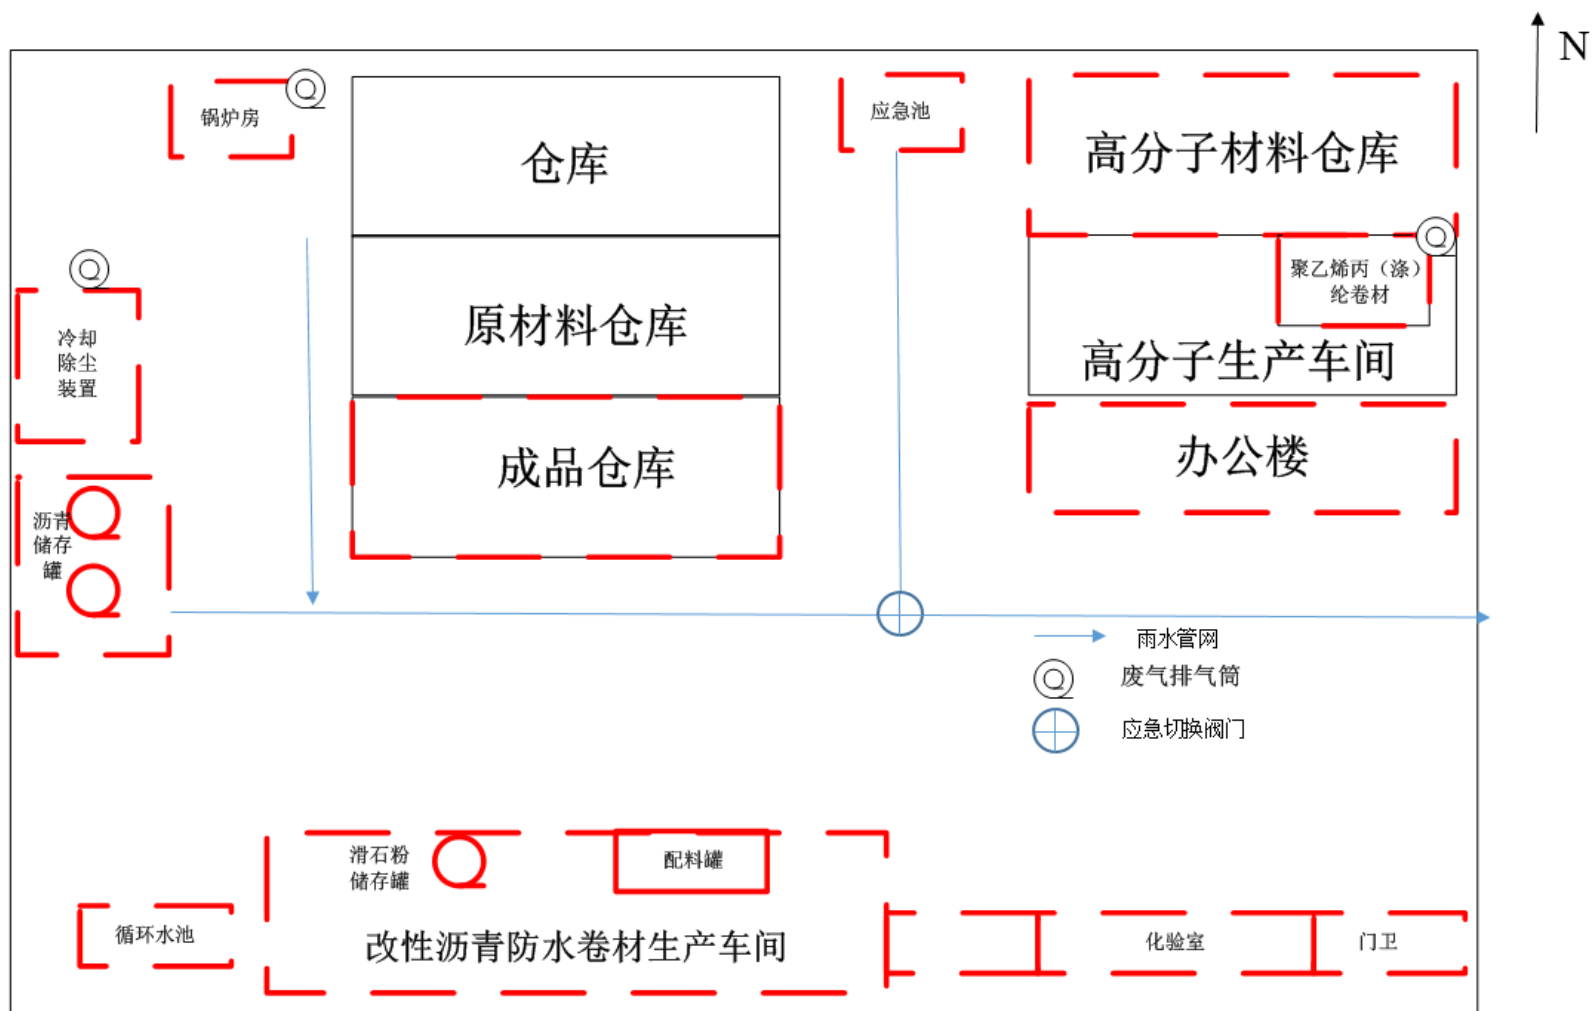 N
锅炉房
仓库
应急池
高分子材料仓库
聚乙烯丙（涤）
纶卷材
冷却
除尘
装置
原材料仓库
高分子生产车间
成品仓库
办公楼
沥青
储存
罐
雨水管网
废气排气筒
应急切换阀门
滑石粉
储存罐
配料罐
循环水池
改性沥青防水卷材生产车间
化验室
门卫